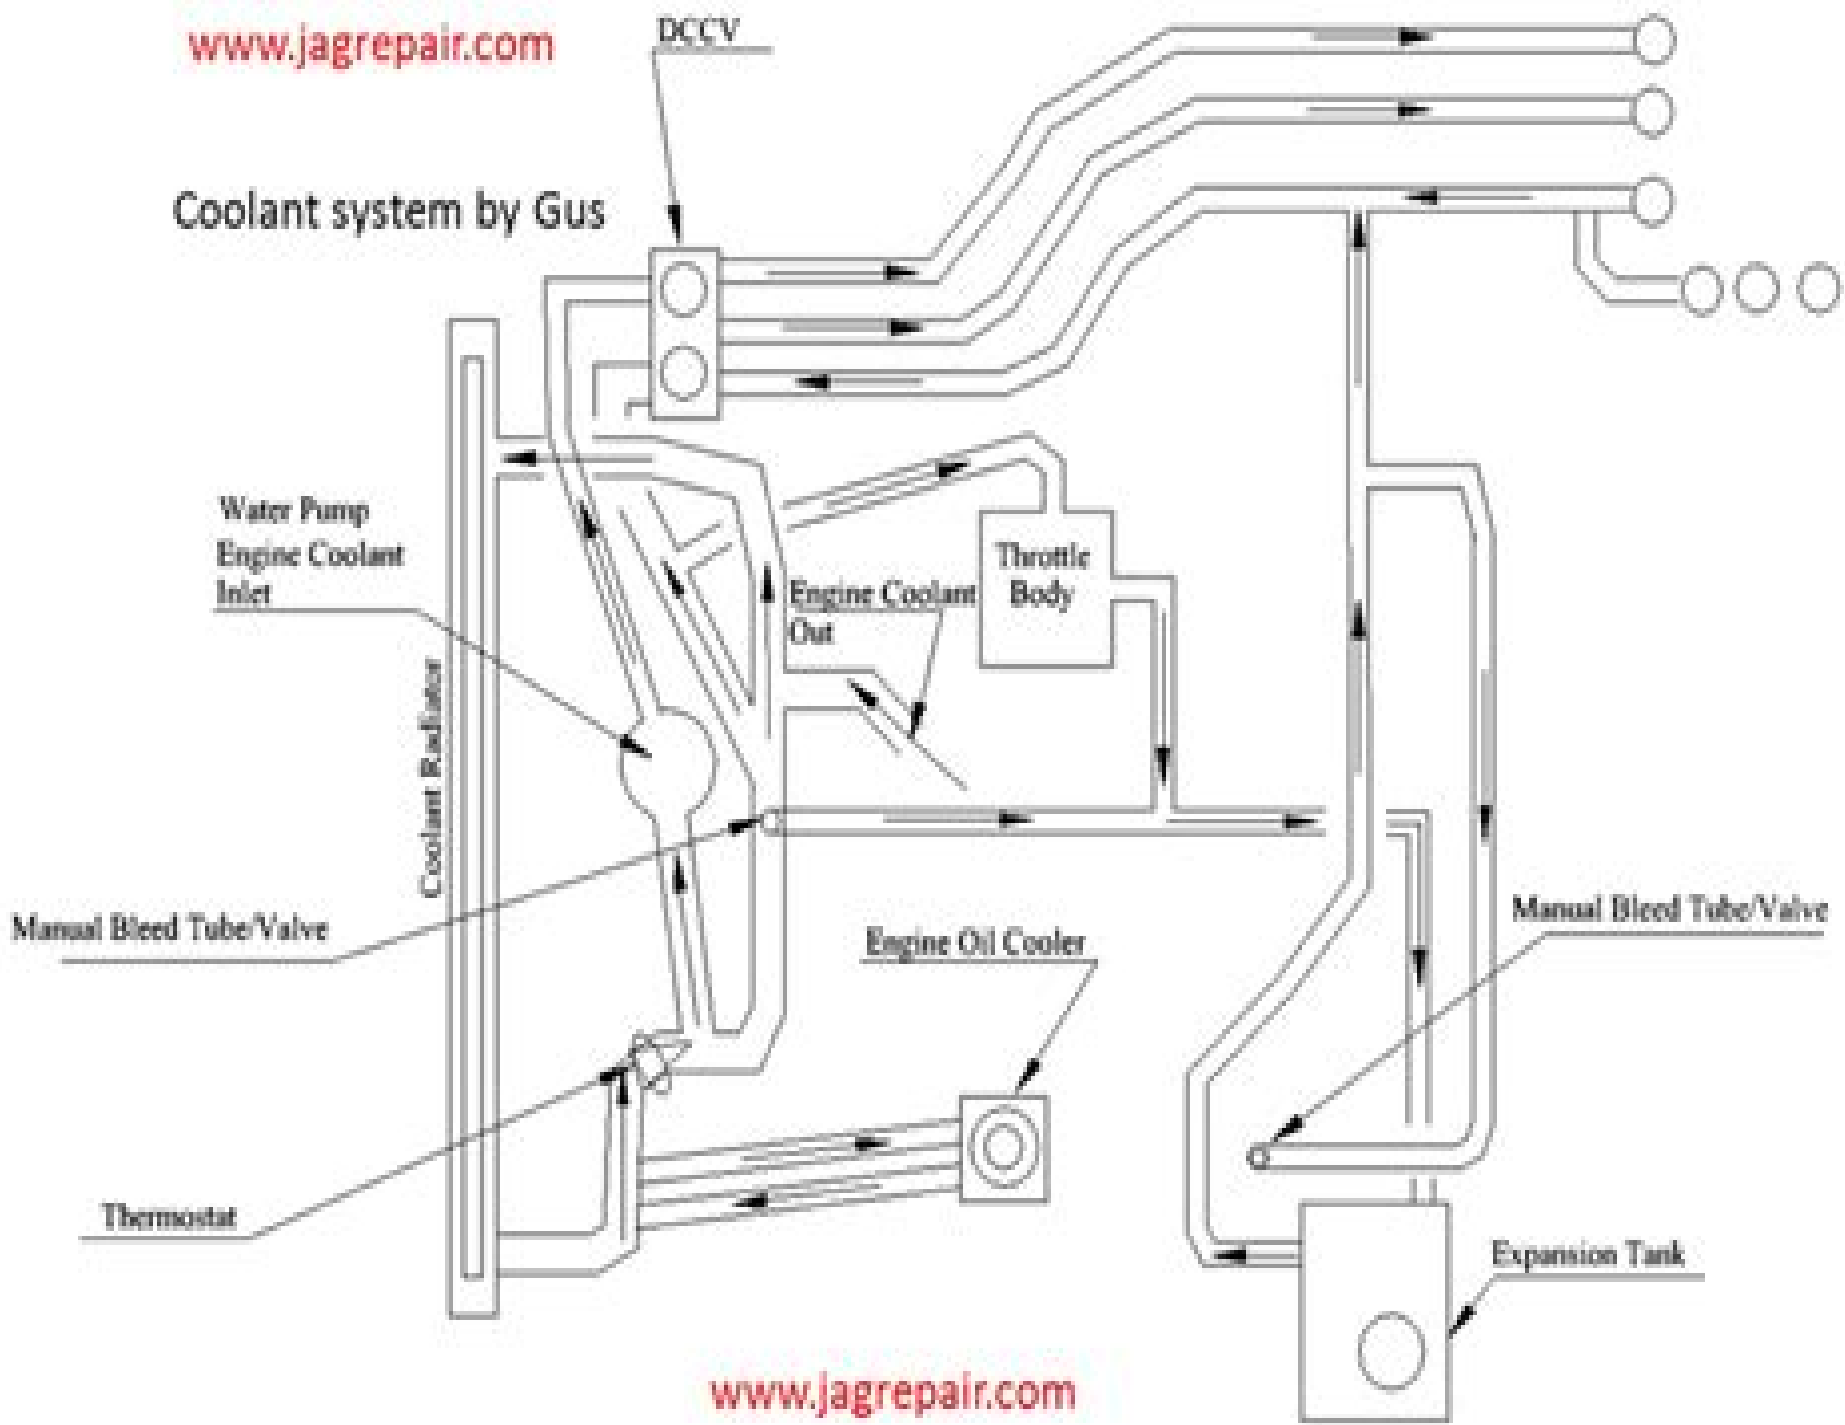 www.jagrepair.com
DCCV
Coolant system by Gus
Water Pump
Engine Coolant
Inlet
Throttle
Body
Engine Coolant
Out
Coolant Radiator
Manual Bleed Tube/Valve
Engine Oil Cooler
Manual Bleed Tube/Valve
Thermostat
Expansion Tank
www.jagrepair.com